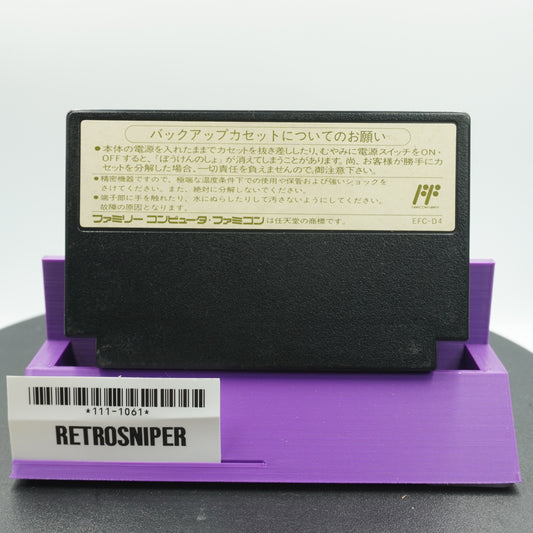 バックアップカセットについてのお願い
●本体の電源を入れたままでカセットを抜き差ししたり、むやみに電源スイッチをON・
OFFすると、「ぼうけんのしょ」が消えてしまうことがあります。尚、お客様が勝手にカ
セットを分解した場合、一切責任を負えませんので、御注意下さい。
●精密機器ですので、極端な温度条件下での使用や保管および強いショックを
さけてください。また、絶対に分解しないでください。
●端子部に手を触れたり、水にぬらしたりして汚さないようにしてください。
故障の原因となります。
ファミリーコンピュータ・ファミコンは任天堂の商標です。
FAMILY COMPUTER
EFC-D4
*111-1061*
RETROSNIPER